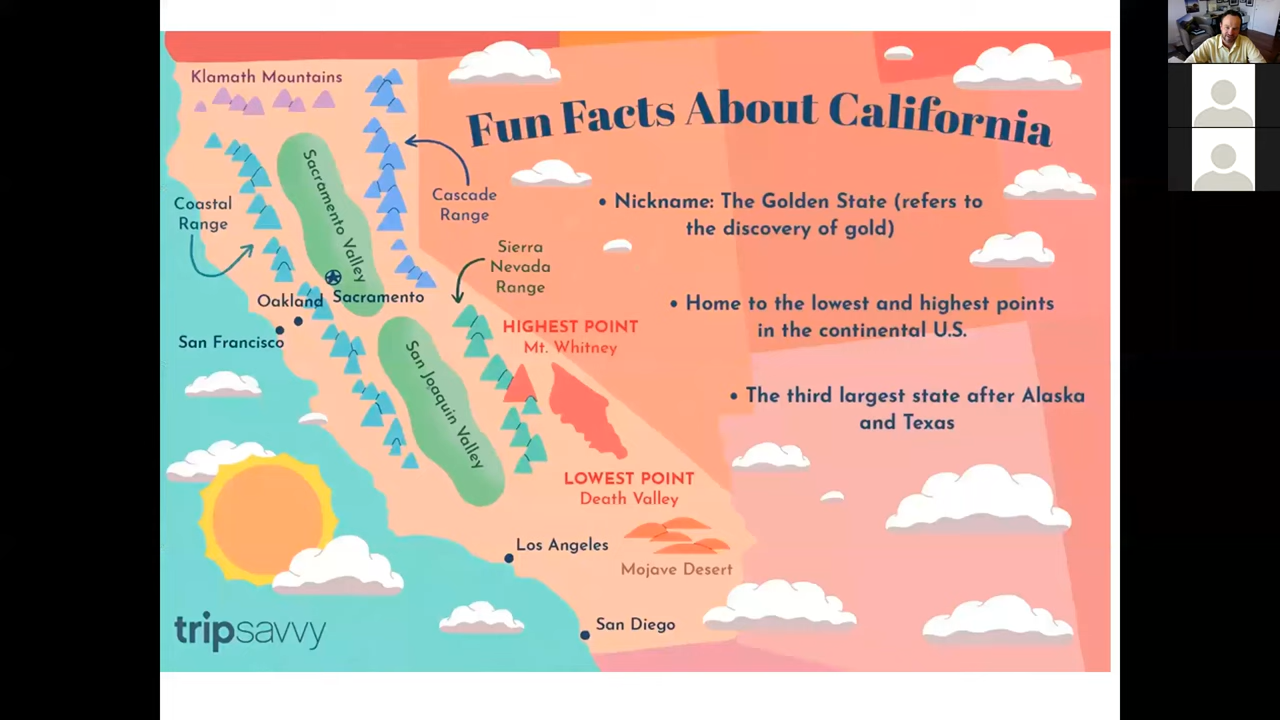 Fun Facts About California
Klamath Mountains
Coastal
Range
Sacramento Valley
Cascade
Range
Sierra
Nevada
Range
Oakland
Sacramento
San Francisco
San Joaquin Valley
HIGHEST POINT
Mt. Whitney
LOWEST POINT
Death Valley
Los Angeles
Mojave Desert
San Diego
• Nickname: The Golden State (refers to
the discovery of gold)
• Home to the lowest and highest points
in the continental U.S.
• The third largest state after Alaska
and Texas
tripsavvy